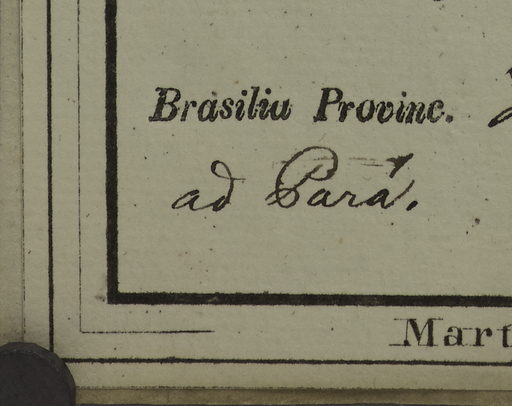 Brasilia Provinc.
ad Pará.
Mart